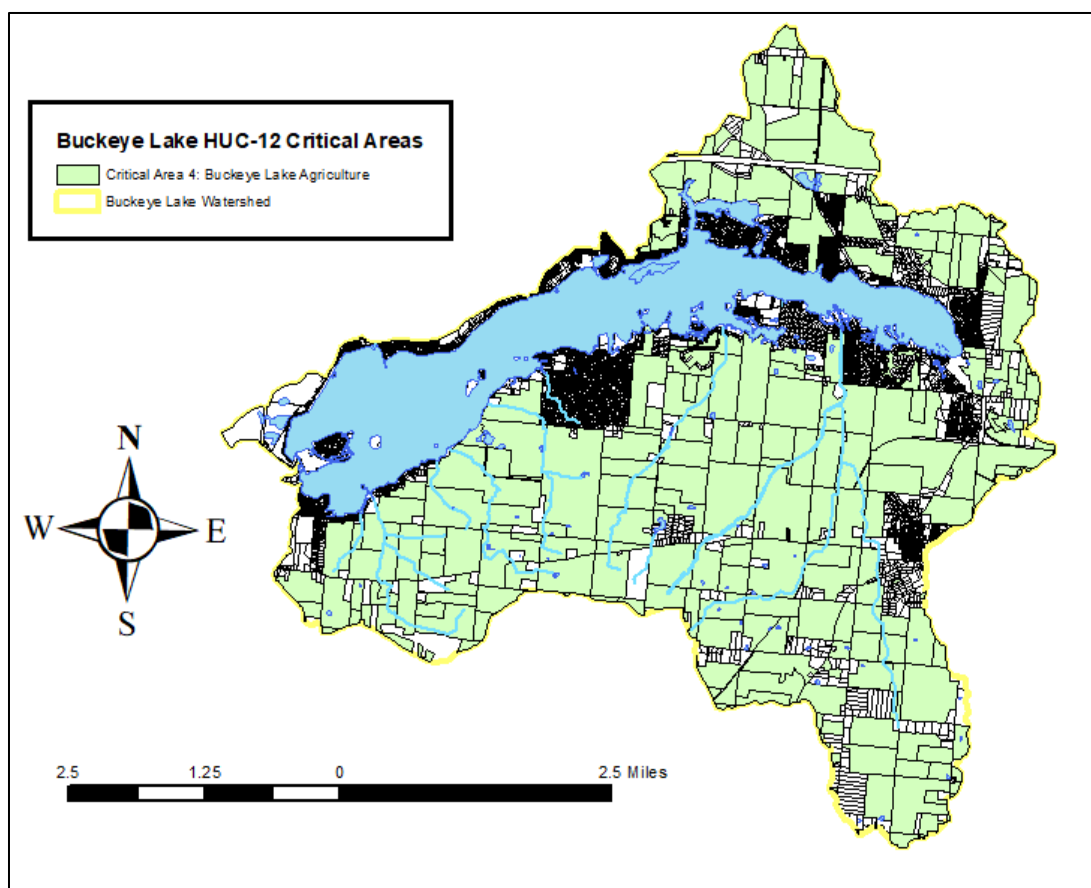 Buckeye Lake HUC-12 Critical Areas
Critical Area 4: Buckeye Lake Agriculture
Buckeye Lake Watershed
N
W E
S
2.5 1.25 0 2.5 Miles